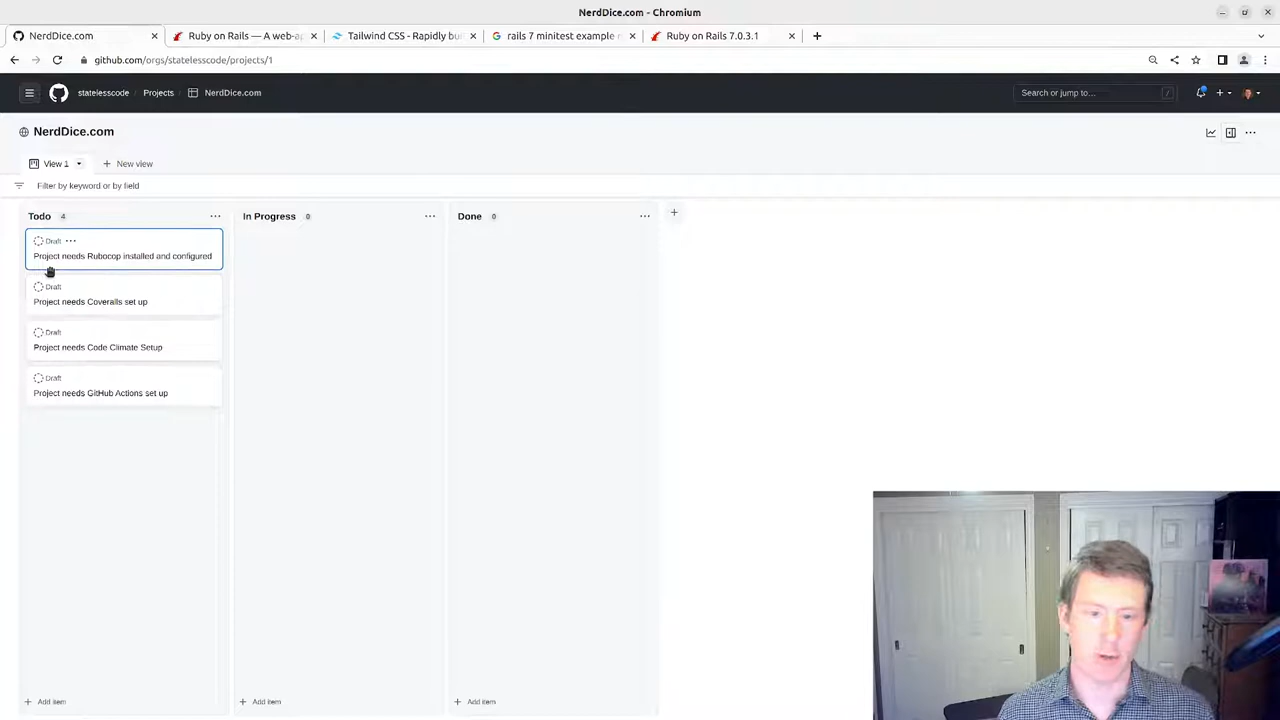 NerdDice.com - Chromium
NerdDice.com
Ruby on Rails — A web-ap
Tailwind CSS - Rapidly bui
rails 7 minitest example r
Ruby on Rails 7.0.3.1
github.com/orgs/statelesscode/projects/1
statelesscode / Projects / NerdDice.com
Search or jump to... /
NerdDice.com
View 1
New view
Filter by keyword or by field
Todo 4
Draft
Project needs Rubocop installed and configured
Draft
Project needs Coveralls set up
Draft
Project needs Code Climate Setup
Draft
Project needs GitHub Actions set up
Add item
In Progress 0
Add item
Done 0
Add item